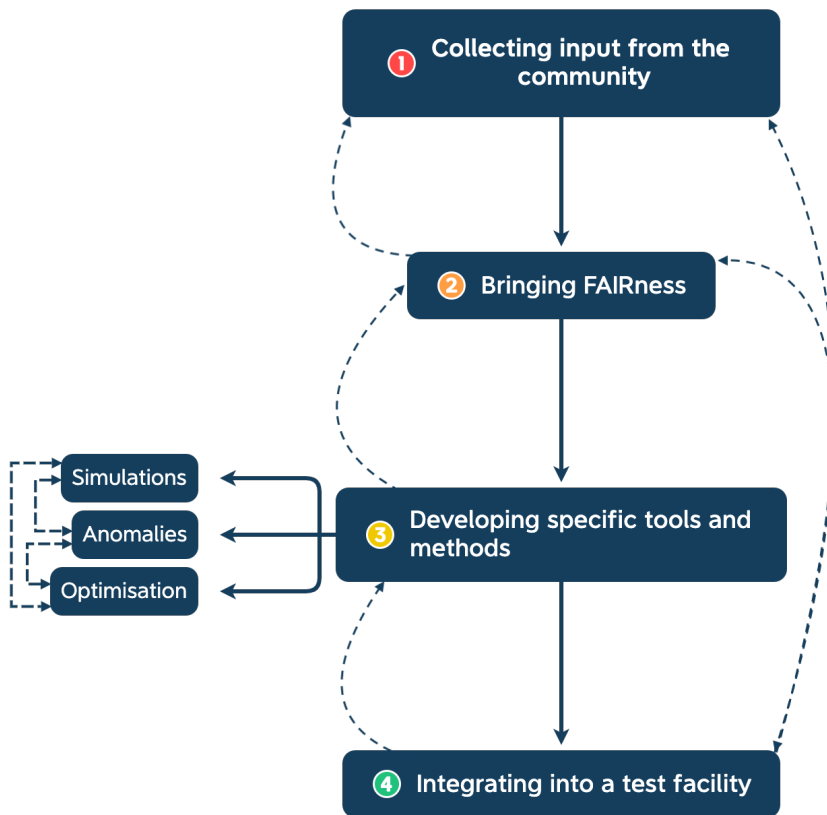 1 Collecting input from the
community
2 Bringing FAIRness
Simulations
Anomalies
Optimisation
3 Developing specific tools and
methods
4 Integrating into a test facility